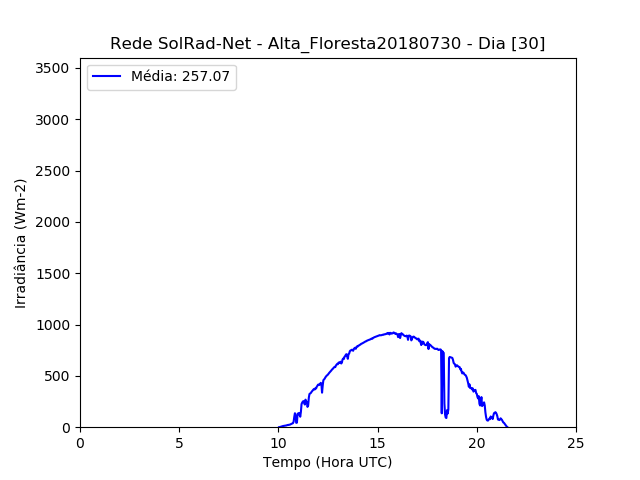 Rede SolRad-Net - Alta_Floresta20180730 - Dia [30]
Média: 257.07
3500
3000
2500
2000
1500
1000
500
0
Irradiância (Wm-2)
0 5 10 15 20 25
Tempo (Hora UTC)